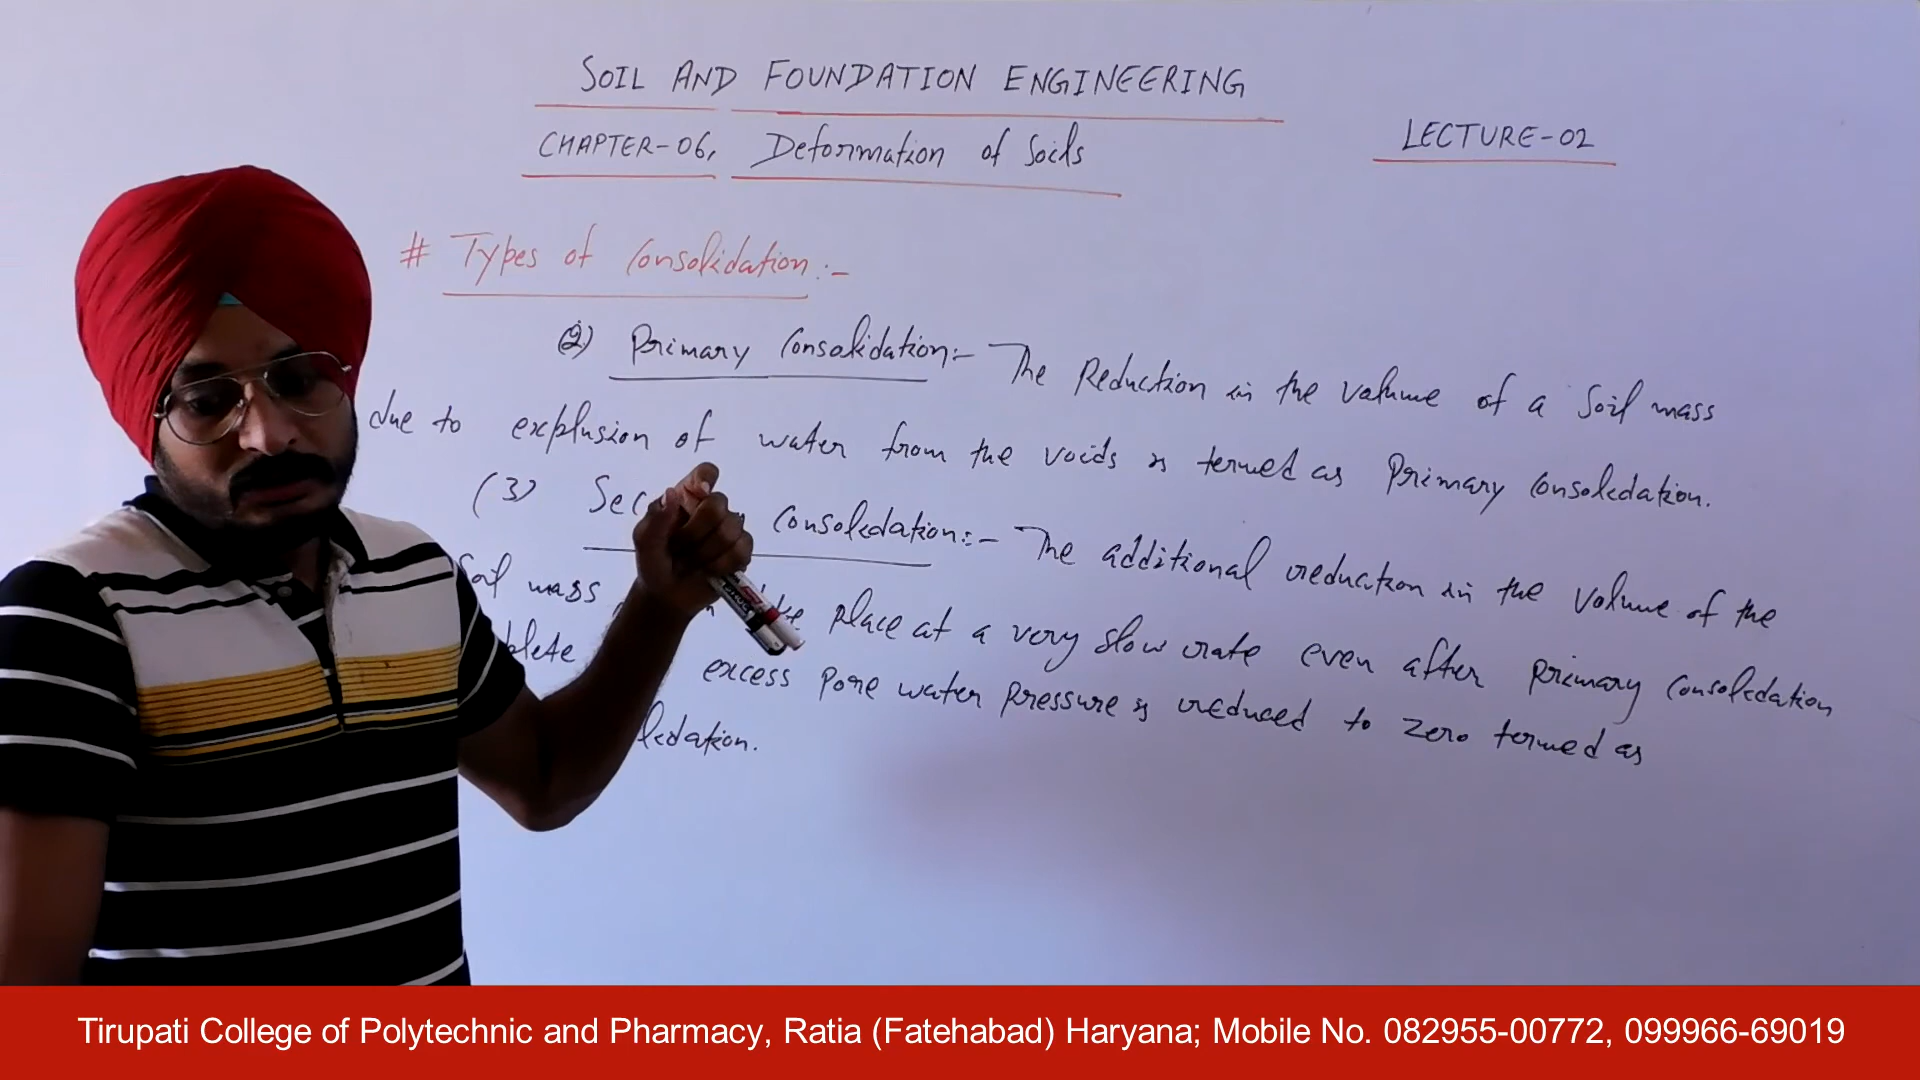 SOIL AND FOUNDATION ENGINEERING
CHAPTER-06, Deformation of Soils
LECTURE-02
# Types of Consolidation:-
(2) Primary Consolidation:- The Reduction in the volume of a Soil mass
due to explusion of water from the voids is termed as Primary Consolidation.
(3) Consolidation:- The additional reduction in the Volume of the
Soil mass place at a very slow rate even after primary Consolidation
excess pore water pressure is reduced to zero termed as
Tirupati College of Polytechnic and Pharmacy, Ratia (Fatehabad) Haryana; Mobile No. 082955-00772, 099966-69019